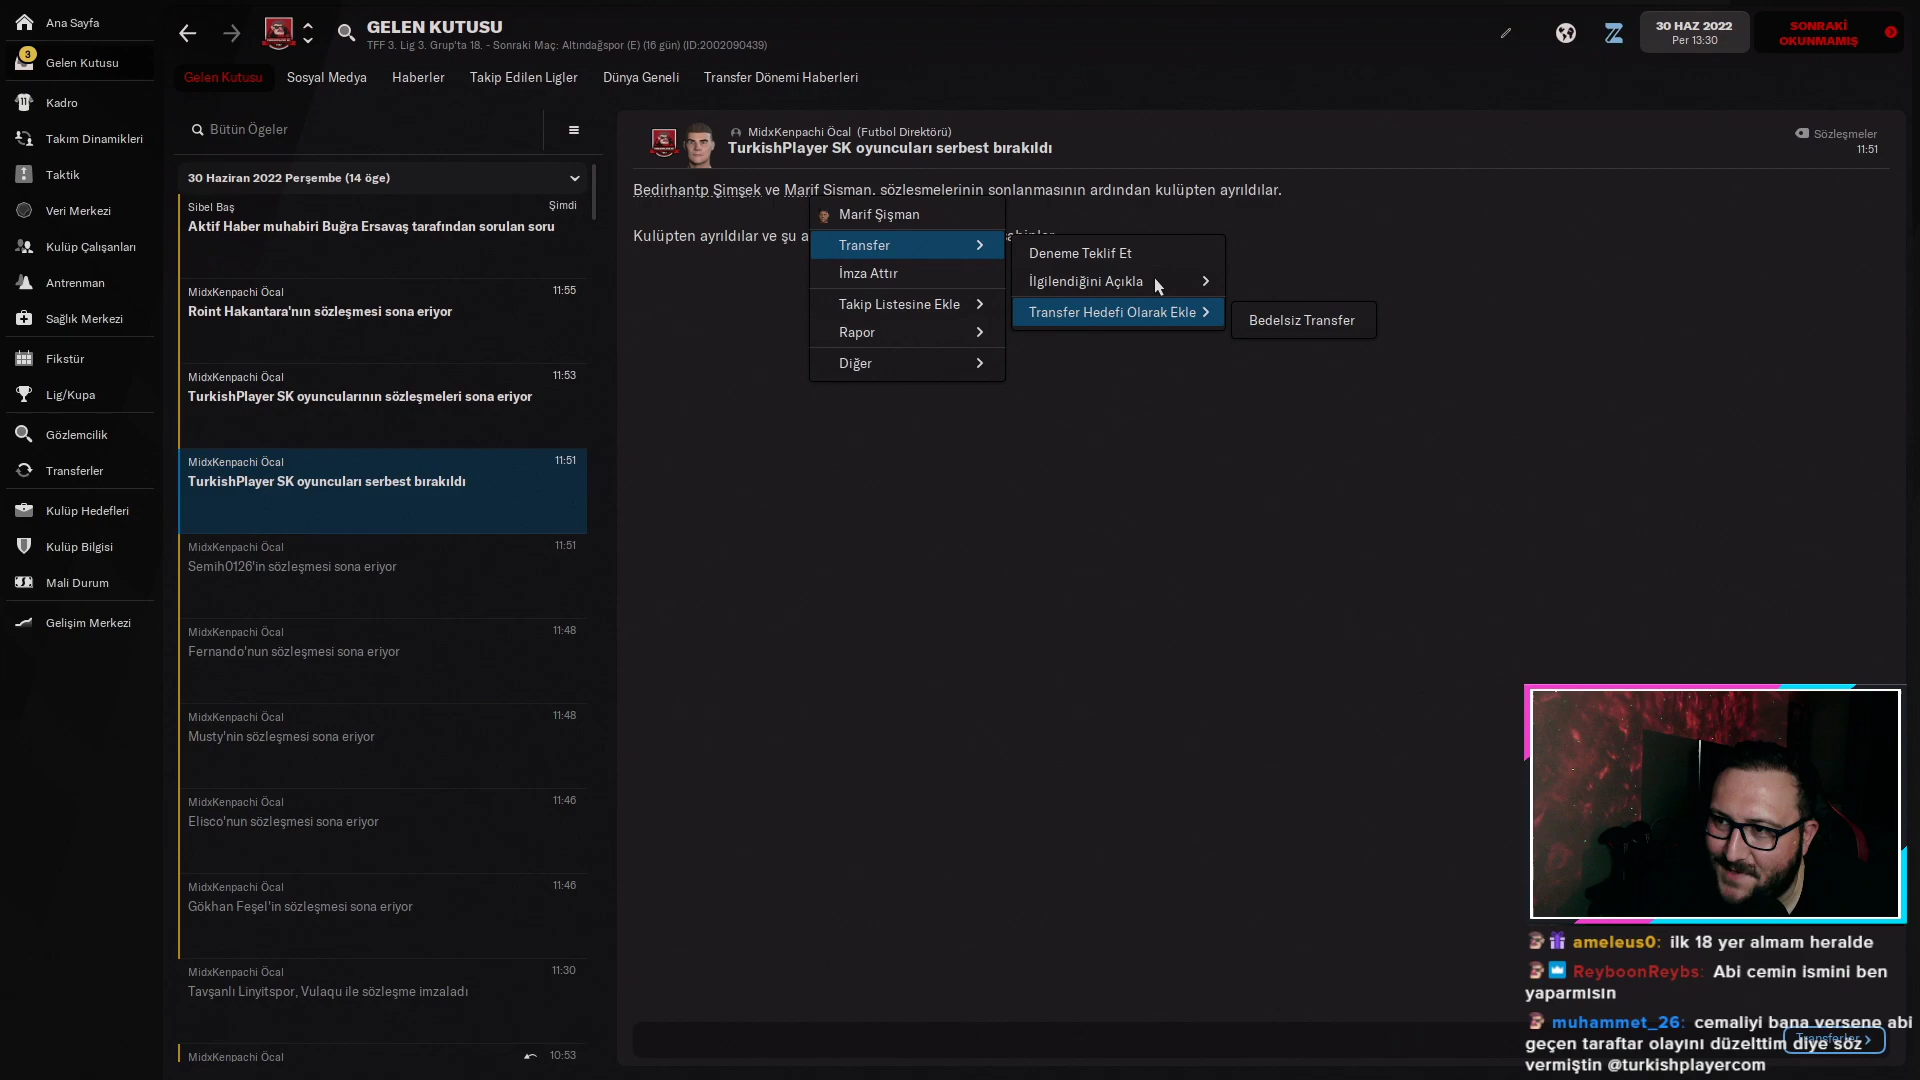 Ana Sayfa
3
Gelen Kutusu
Kadro
Takım Dinamikleri
Taktik
Veri Merkezi
Kulüp Çalışanları
Antrenman
Sağlık Merkezi
Fikstür
Lig/Kupa
Gözlemcilik
Transferler
Kulüp Hedefleri
Kulüp Bilgisi
Mali Durum
Gelişim Merkezi
GELEN KUTUSU
TFF 3. Lig 3. Grup'ta 18. - Sonraki Maç: Altındağspor (E) (16 gün) (ID:2002090439)
30 HAZ 2022
Per 13:30
SONRAKİ
OKUNMAMIŞ
Gelen Kutusu Sosyal Medya Haberler Takip Edilen Ligler Dünya Geneli Transfer Dönemi Haberleri
Bütün Ögeler
30 Haziran 2022 Perşembe (14 öge)
Sibel Baş Şimdi
Aktif Haber muhabiri Buğra Ersavaş tarafından sorulan soru
MidxKenpachi Öcal 11:55
Roint Hakantara'nın sözleşmesi sona eriyor
MidxKenpachi Öcal 11:53
TurkishPlayer SK oyuncularının sözleşmeleri sona eriyor
MidxKenpachi Öcal 11:51
TurkishPlayer SK oyuncuları serbest bırakıldı
MidxKenpachi Öcal 11:51
Semih0126'in sözleşmesi sona eriyor
MidxKenpachi Öcal 11:48
Fernando'nun sözleşmesi sona eriyor
MidxKenpachi Öcal 11:48
Musty'nin sözleşmesi sona eriyor
MidxKenpachi Öcal 11:46
Elisco'nun sözleşmesi sona eriyor
MidxKenpachi Öcal 11:46
Gökhan Feşel'in sözleşmesi sona eriyor
MidxKenpachi Öcal 11:30
Tavşanlı Linyitspor, Vulaqu ile sözleşme imzaladı
MidxKenpachi Öcal 10:53
MidxKenpachi Öcal (Futbol Direktörü)
TurkishPlayer SK oyuncuları serbest bırakıldı
Sözleşmeler
11:51
Bedirhantp Şimşek ve Marif Şişman, sözleşmelerinin sonlanmasının ardından kulüpten ayrıldılar.
Kulüpten ayrıldılar ve şu a
Marif Şişman
Transfer
İmza Attır
Takip Listesine Ekle
Rapor
Diğer
Deneme Teklif Et
İlgilendiğini Açıkla
Transfer Hedefi Olarak Ekle
Bedelsiz Transfer
ameleus0: ilk 18 yer almam heralde
ReyboonReybs: Abi cemin ismini ben
yaparmisin
muhammet_26: cemaliyi bana versene abi
geçen taraftar olayını düzelttim diye söz
vermiştin @turkishplayercom
Transferler